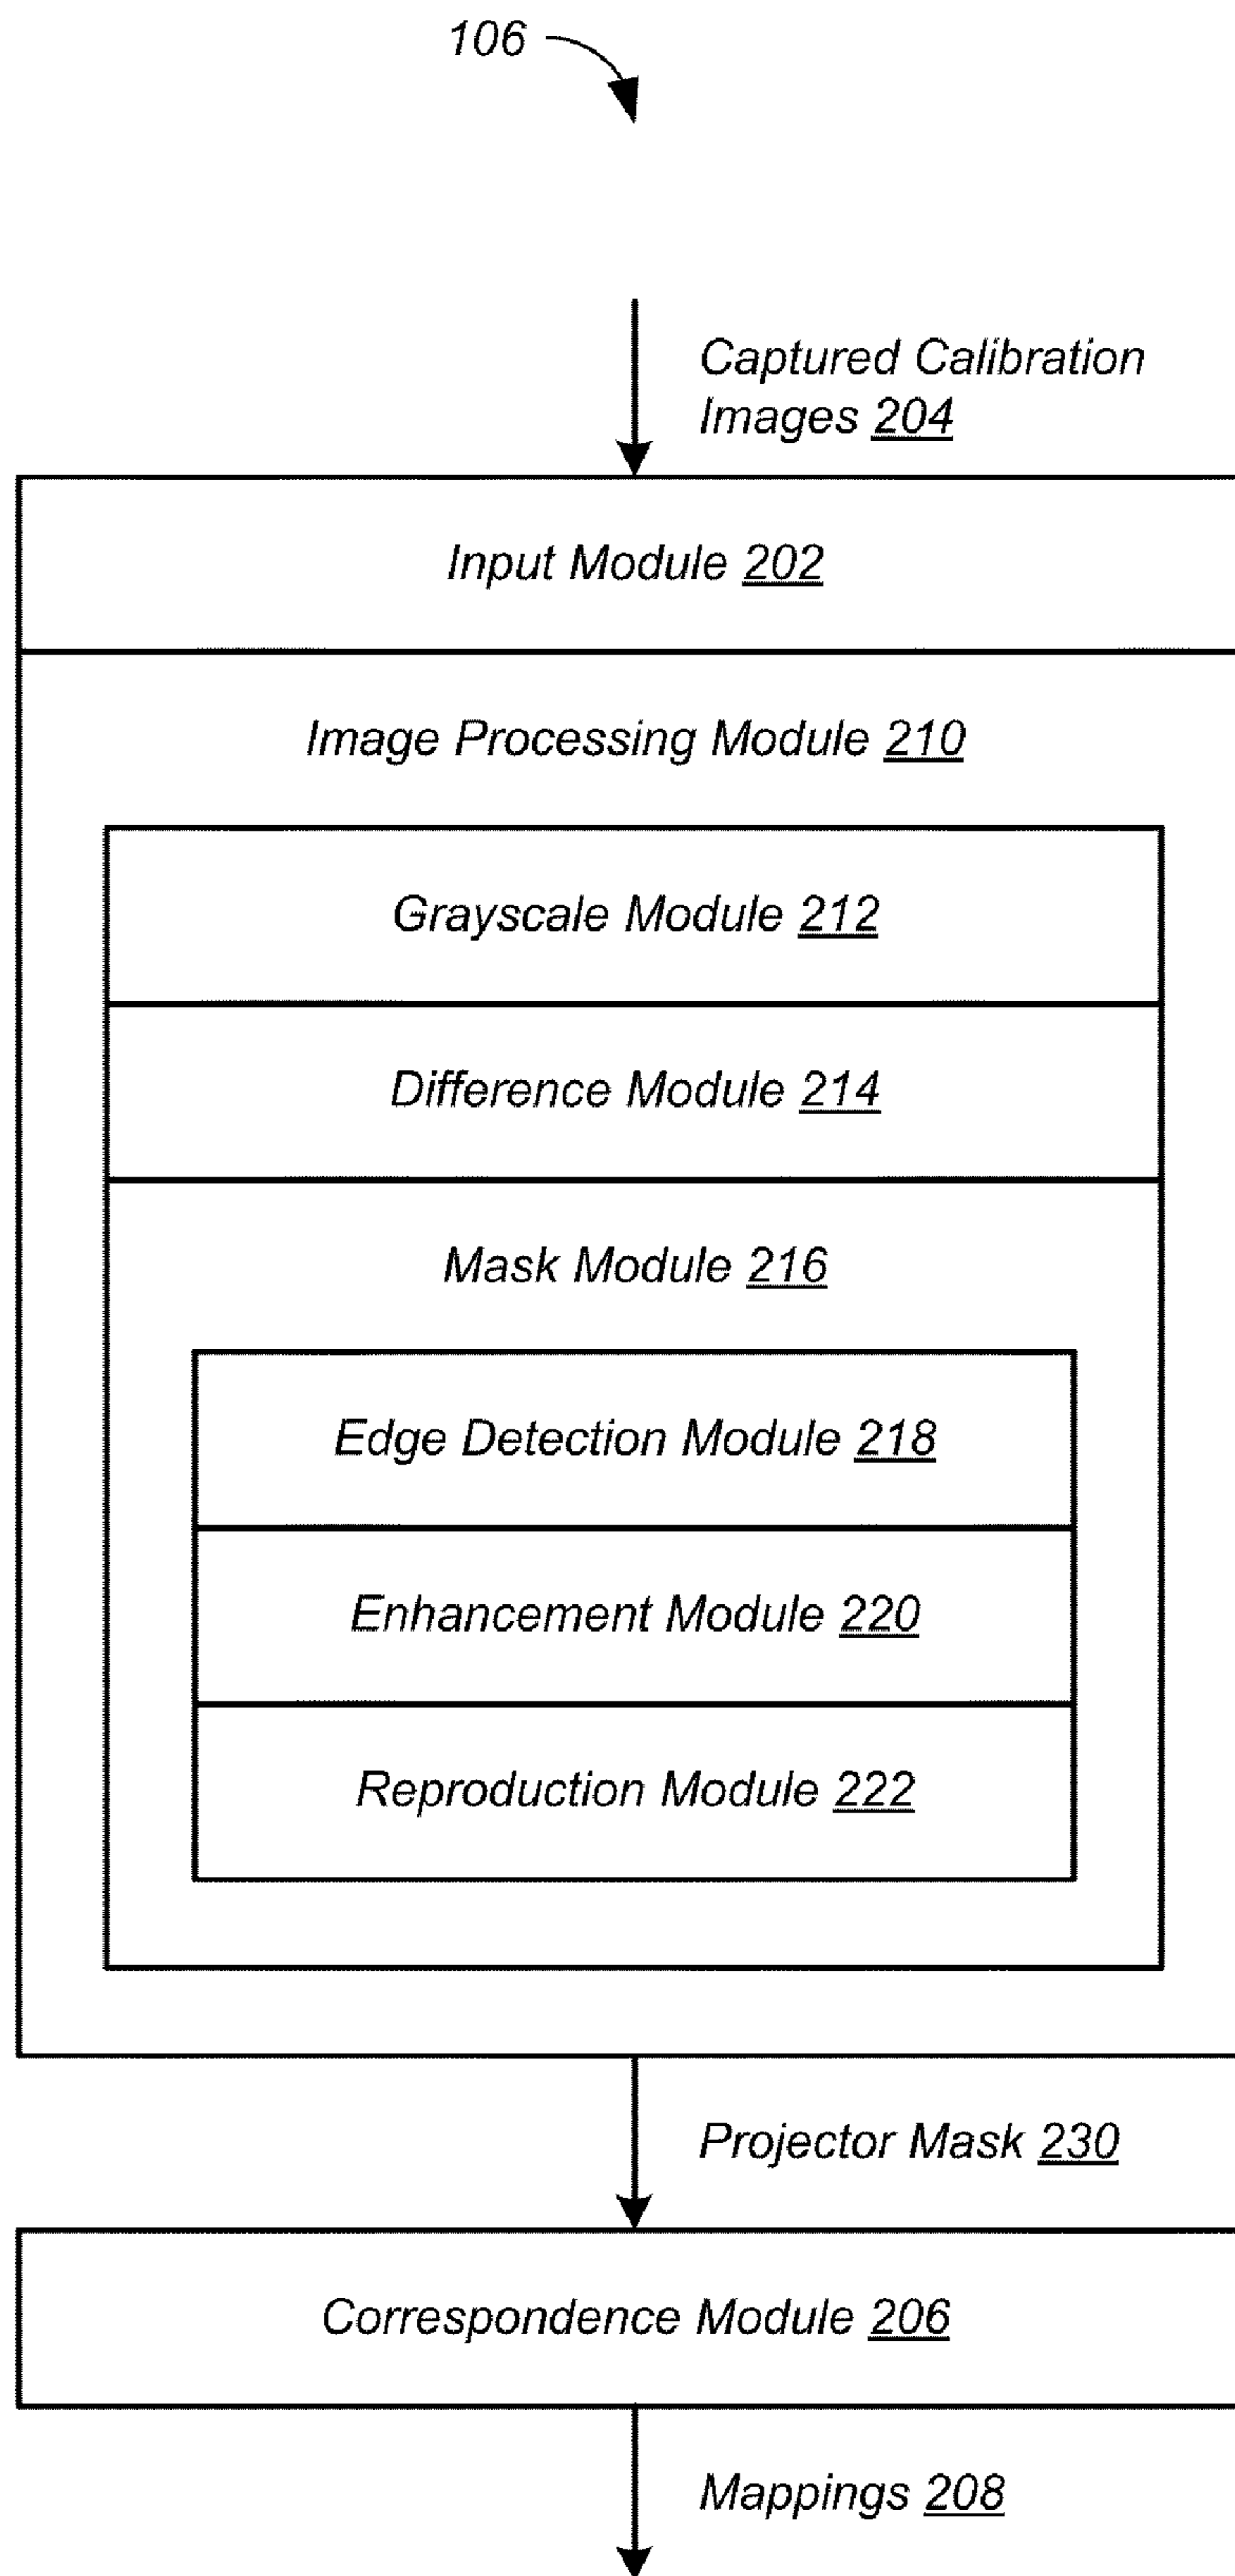 106
Captured Calibration
Images 204
Input Module 202
Image Processing Module 210
Grayscale Module 212
Difference Module 214
Mask Module 216
Edge Detection Module 218
Enhancement Module 220
Reproduction Module 222
Projector Mask 230
Correspondence Module 206
Mappings 208